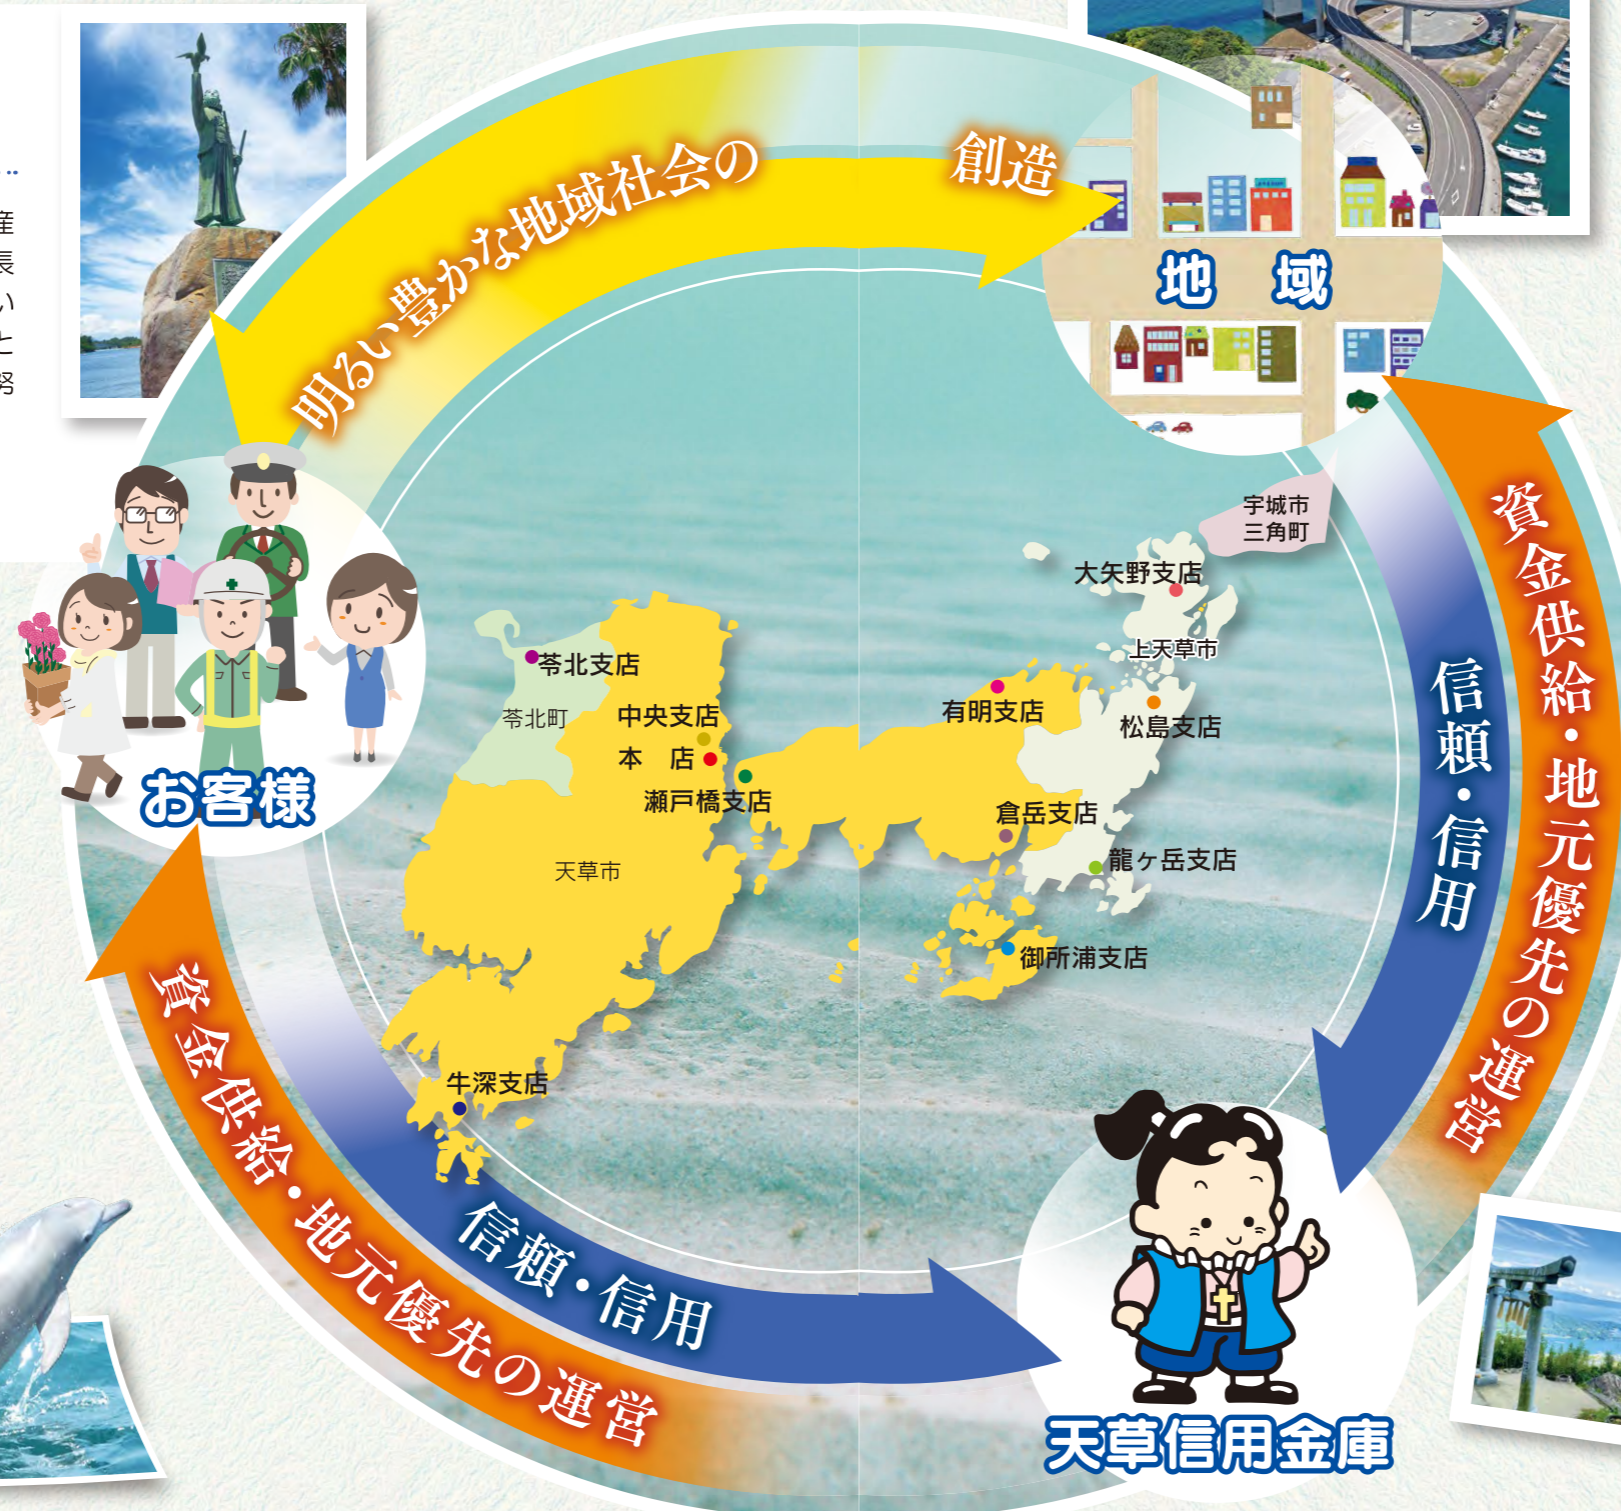 産
長
い
と
努
明るい豊かな地域社会の
創造
地　域
お客様
宇城市
三角町
大矢野支店
上天草市
苓北支店
苓北町
中央支店
本　店
瀬戸橋支店
有明支店
松島支店
倉岳支店
龍ヶ岳支店
天草市
御所浦支店
牛深支店
信頼・信用
資金供給・地元優先の運営
資金供給・地元優先の運営
信頼・信用
天草信用金庫